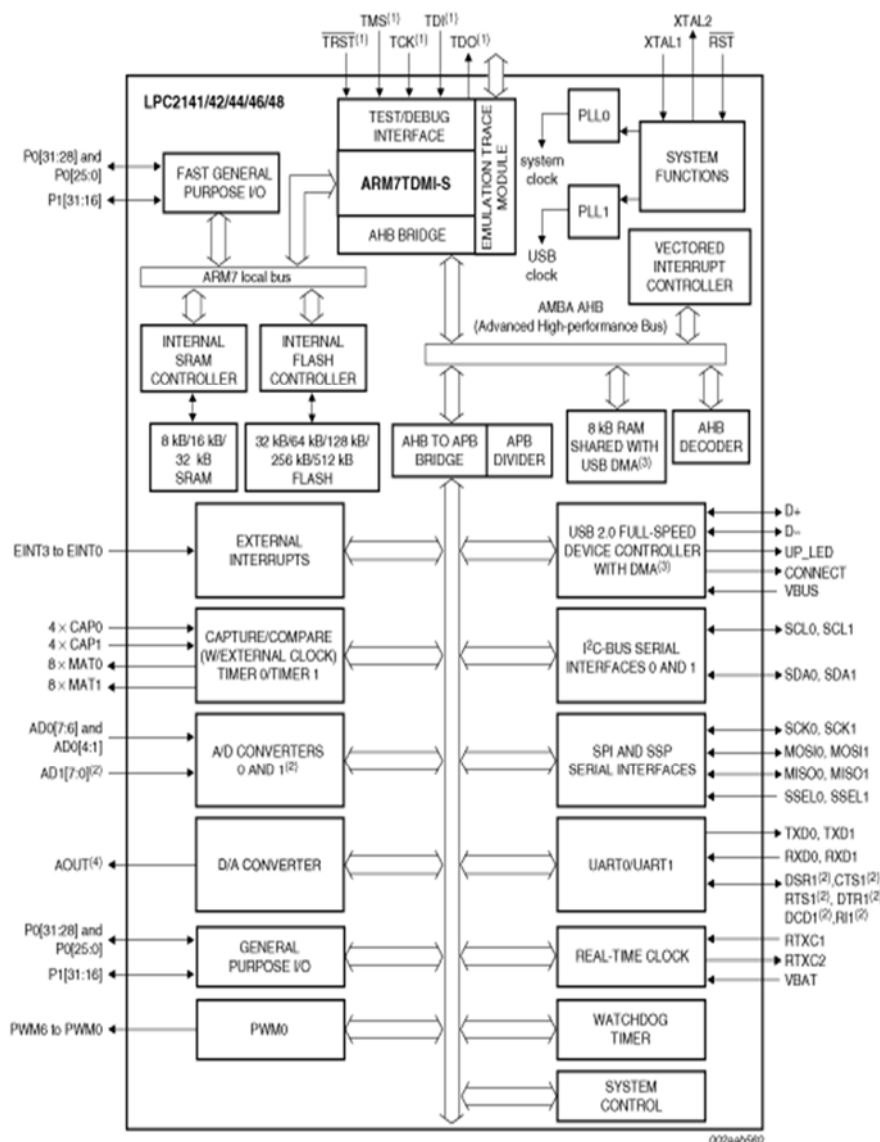 TMS(1) TDI(1)
TRST(1) TCK(1) TDO(1)
XTAL2
XTAL1 RST
LPC2141/42/44/46/48
TEST/DEBUG
INTERFACE
ARM7TDMI-S
AHB BRIDGE
EMULATION TRACE
MODULE
PLL0
system
clock
PLL1
USB
clock
SYSTEM
FUNCTIONS
VECTORED
INTERRUPT
CONTROLLER
P0[31:28] and
P0[25:0]
P1[31:16]
FAST GENERAL
PURPOSE I/O
ARM7 local bus
AMBA AHB
(Advanced High-performance Bus)
INTERNAL
SRAM
CONTROLLER
INTERNAL
FLASH
CONTROLLER
8 kB/16 kB/
32 kB
SRAM
32 kB/64 kB/128 kB/
256 kB/512 kB
FLASH
AHB TO APB
BRIDGE
APB
DIVIDER
8 kB RAM
SHARED WITH
USB DMA(3)
AHB
DECODER
EINT3 to EINT0
EXTERNAL
INTERRUPTS
USB 2.0 FULL-SPEED
DEVICE CONTROLLER
WITH DMA(3)
D+
D−
UP_LED
CONNECT
VBUS
4 × CAP0
4 × CAP1
8 × MAT0
8 × MAT1
CAPTURE/COMPARE
(W/EXTERNAL CLOCK)
TIMER 0/TIMER 1
I2C-BUS SERIAL
INTERFACES 0 AND 1
SCL0, SCL1
SDA0, SDA1
AD0[7:6] and
AD0[4:1]
AD1[7:0](2)
A/D CONVERTERS
0 AND 1(2)
SPI AND SSP
SERIAL INTERFACES
SCK0, SCK1
MOSI0, MOSI1
MISO0, MISO1
SSEL0, SSEL1
AOUT(4)
D/A CONVERTER
UART0/UART1
TXD0, TXD1
RXD0, RXD1
DSR1(2),CTS1(2)
RTS1(2), DTR1(2)
DCD1(2),RI1(2)
P0[31:28] and
P0[25:0]
P1[31:16]
GENERAL
PURPOSE I/O
REAL-TIME CLOCK
RTXC1
RTXC2
VBAT
PWM6 to PWM0
PWM0
WATCHDOG
TIMER
SYSTEM
CONTROL
002aab560